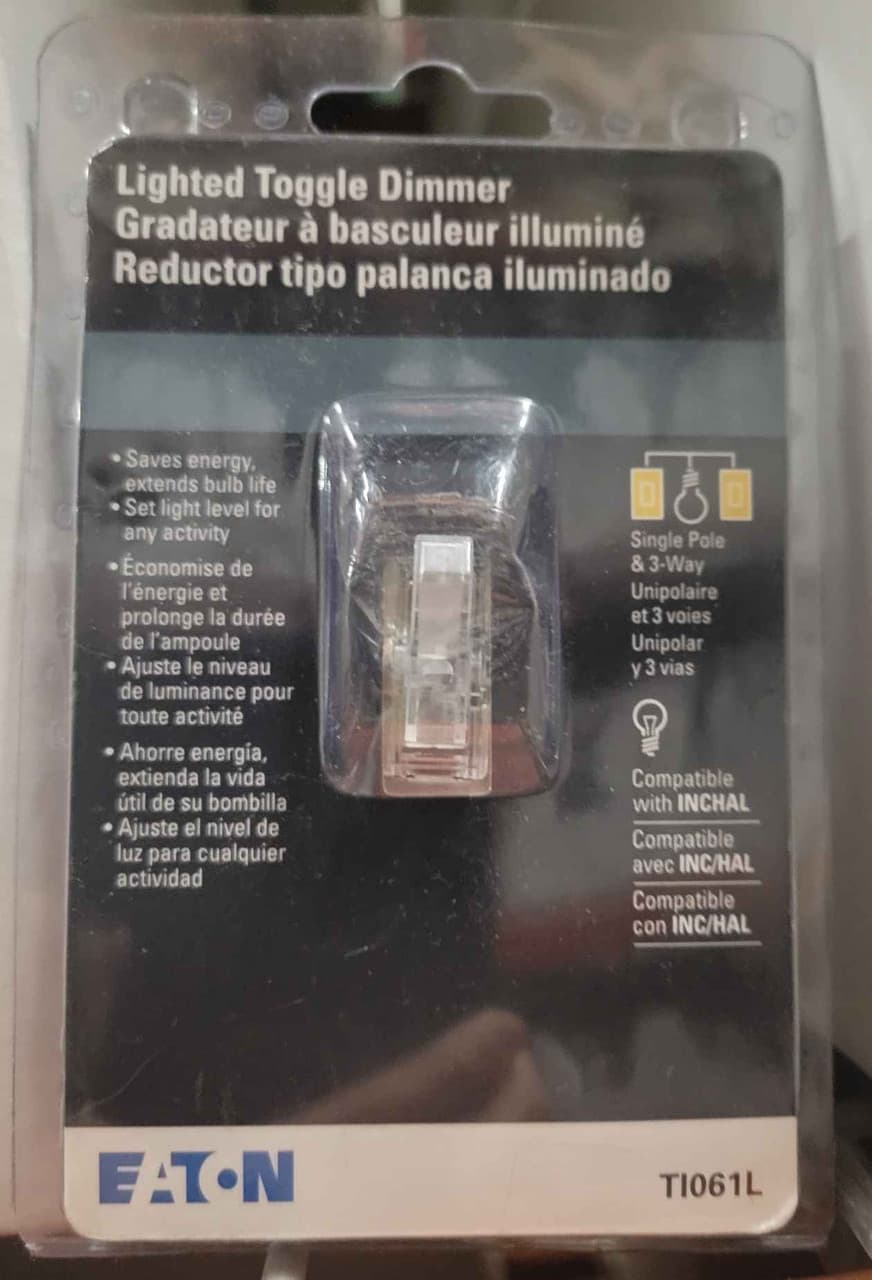 Lighted Toggle Dimmer
Gradateur à basculeur illuminé
Reductor tipo palanca iluminado
• Saves energy,
extends bulb life
• Set light level for
any activity
• Économise de
l'énergie et
prolonge la durée
de l'ampoule
• Ajuste le niveau
de luminance pour
toute activité
• Ahorre energía,
extienda la vida
útil de su bombilla
• Ajuste el nivel de
luz para cualquier
actividad
Single Pole
& 3-Way
Unipolaire
et 3 voies
Unipolar
y 3 vias
Compatible
with INCHAL
Compatible
avec INC/HAL
Compatible
con INC/HAL
EATON
TI061L